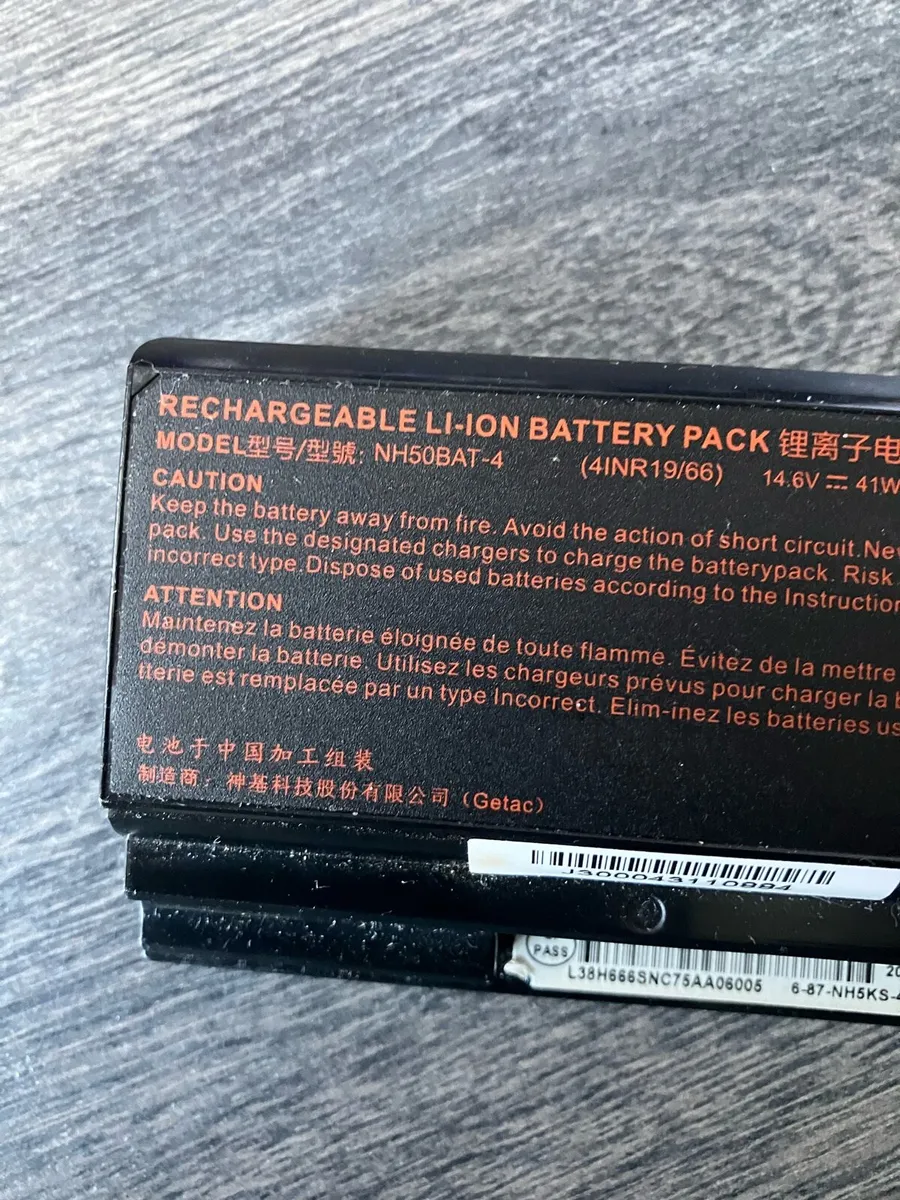 RECHARGEABLE LI-ION BATTERY PACK 锂离子电
MODEL型号/型號: NH50BAT-4 (4INR19/66) 14.6V ⎓ 41W
CAUTION
Keep the battery away from fire. Avoid the action of short circuit. Nev
pack. Use the designated chargers to charge the batterypack. Risk
incorrect type. Dispose of used batteries according to the Instruction
ATTENTION
Maintenez la batterie éloignée de toute flamme. Évitez de la mettre
démonter la batterie. Utilisez les chargeurs prévus pour charger la b
tterie est remplacée par un type Incorrect. Elim-inez les batteries us
电池于中国加工组装
制造商: 神基科技股份有限公司 (Getac)
J300043110884
PASS
L38H666SNC75AA06005 6-87-NH5KS-4
20